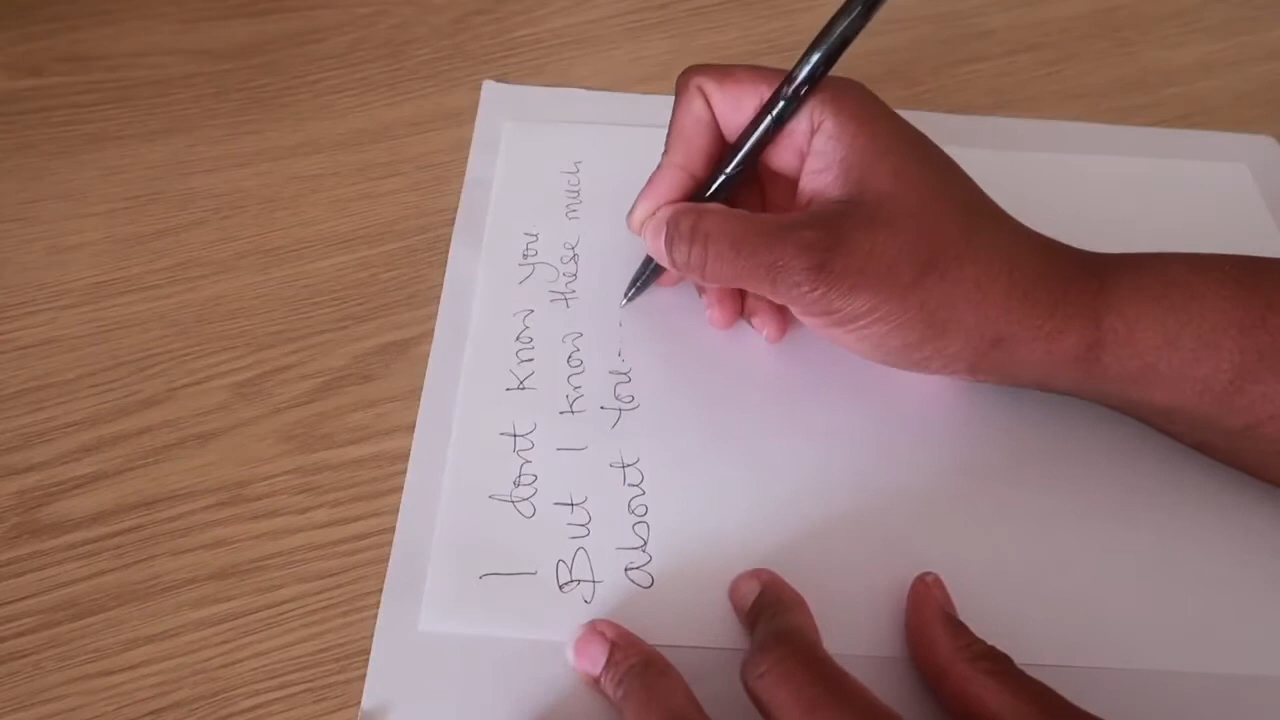 I dont know you.
But I know these much
about you.....